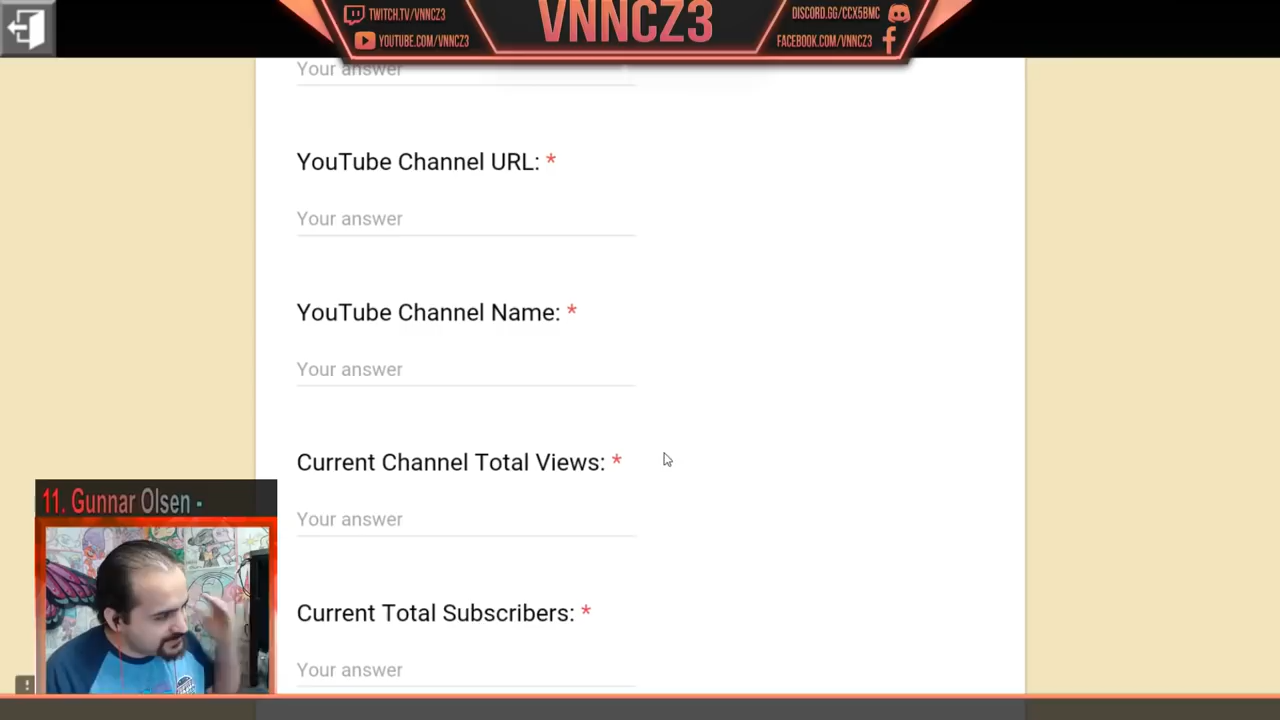 TWITCH.TV/VNNCZ3
YOUTUBE.COM/VNNCZ3
VNNCZ3
DISCORD.GG/CCX5BMC
FACEBOOK.COM/VNNCZ3
Your answer
YouTube Channel URL: *
Your answer
YouTube Channel Name: *
Your answer
Current Channel Total Views: *
Your answer
Current Total Subscribers: *
Your answer
11. Gunnar Olsen -